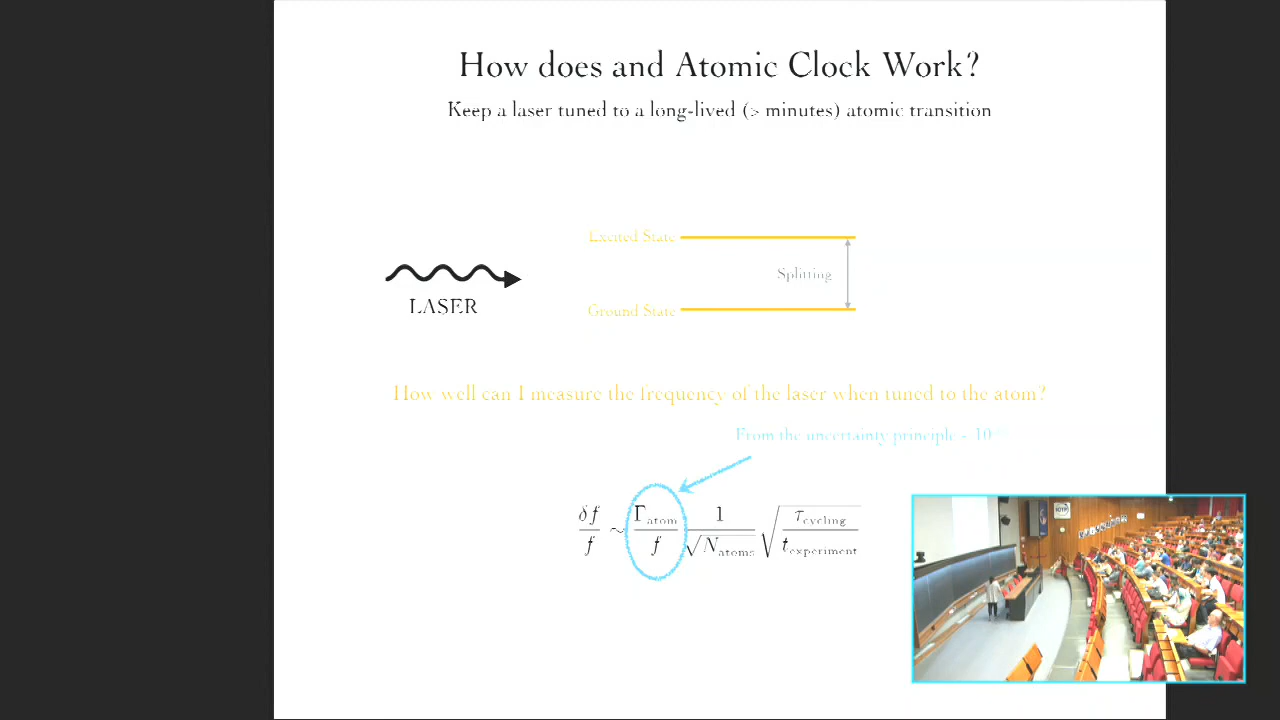 How does and Atomic Clock Work?
Keep a laser tuned to a long-lived (> minutes) atomic transition
Excited State
Splitting
LASER
Ground State
How well can I measure the frequency of the laser when tuned to the atom?
From the uncertainty principle ~ 10
δf/f ~ Γatom/f 1/√Natoms √(τcycling/texperiment)
ICTP